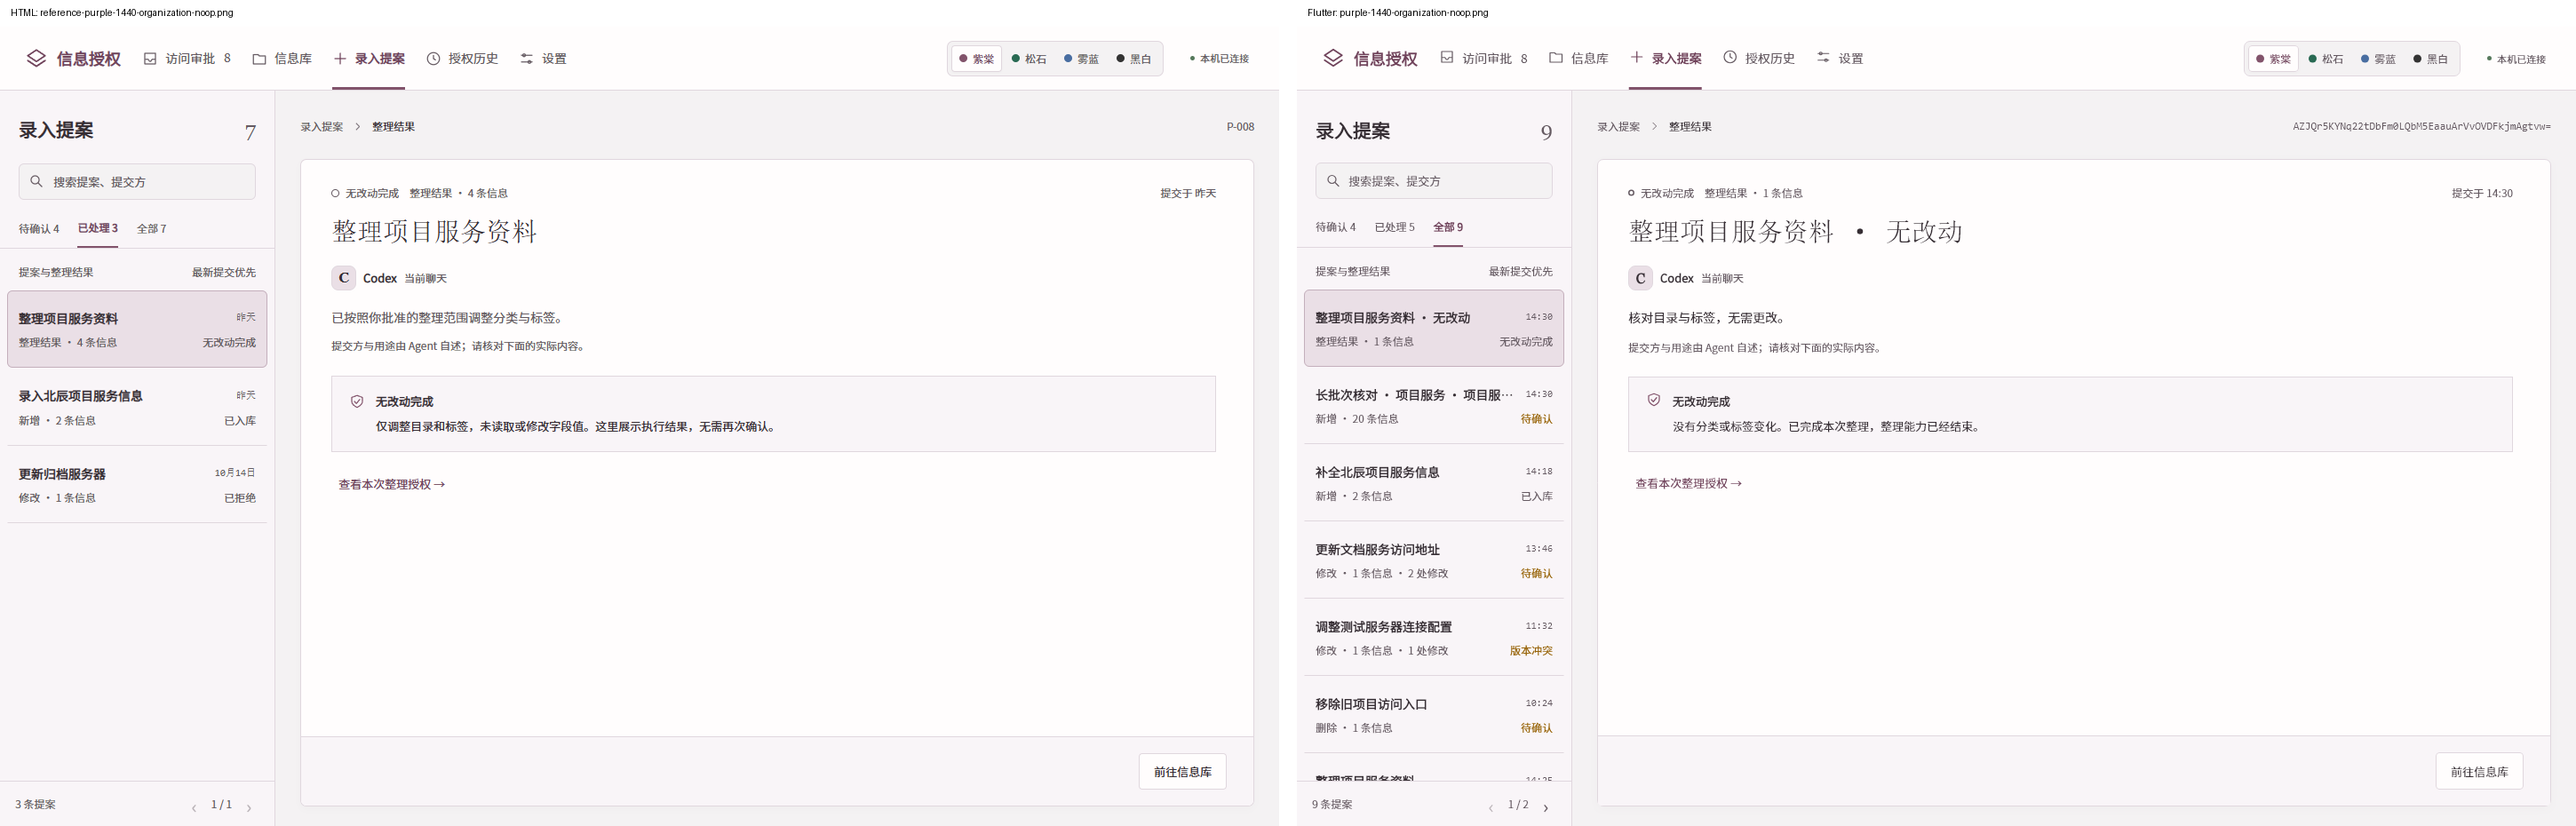 HTML: reference-purple-1440-organization-noop.png
信息授权 访问审批 8 信息库 录入提案 授权历史 设置 紫棠 松石 雾蓝 黑白 本机已连接
录入提案 7
搜索提案、提交方
待确认 4 已处理 3 全部 7
提案与整理结果 最新提交优先
整理项目服务资料 昨天
整理结果 · 4 条信息 无改动完成
录入北辰项目服务信息 昨天
新增 · 2 条信息 已入库
更新归档服务器 10月14日
修改 · 1 条信息 已拒绝
3 条提案 ‹ 1 / 1 ›
录入提案 > 整理结果 P-008
无改动完成 整理结果 · 4 条信息 提交于 昨天
整理项目服务资料
C Codex 当前聊天
已按照你批准的整理范围调整分类与标签。
提交方与用途由 Agent 自述；请核对下面的实际内容。
无改动完成
仅调整目录和标签，未读取或修改字段值。这里展示执行结果，无需再次确认。
查看本次整理授权 →
前往信息库
Flutter: purple-1440-organization-noop.png
信息授权 访问审批 8 信息库 录入提案 授权历史 设置 紫棠 松石 雾蓝 黑白 本机已连接
录入提案 9
搜索提案、提交方
待确认 4 已处理 5 全部 9
提案与整理结果 最新提交优先
整理项目服务资料 · 无改动 14:30
整理结果 · 1 条信息 无改动完成
长批次核对 · 项目服务 · 项目服… 14:30
新增 · 20 条信息 待确认
补全北辰项目服务信息 14:18
新增 · 2 条信息 已入库
更新文档服务访问地址 13:46
修改 · 1 条信息 · 2 处修改 待确认
调整测试服务器连接配置 11:32
修改 · 1 条信息 · 1 处修改 版本冲突
移除旧项目访问入口 10:24
删除 · 1 条信息 待确认
整理项目服务资料 14:25
9 条提案 ‹ 1 / 2 ›
录入提案 > 整理结果 AZJQr5KYNq22tDbFm0LQbM5EaauArVvOVDFkjmAgtvw=
无改动完成 整理结果 · 1 条信息 提交于 14:30
整理项目服务资料 · 无改动
C Codex 当前聊天
核对目录与标签，无需更改。
提交方与用途由 Agent 自述；请核对下面的实际内容。
无改动完成
没有分类或标签变化。已完成本次整理，整理能力已经结束。
查看本次整理授权 →
前往信息库